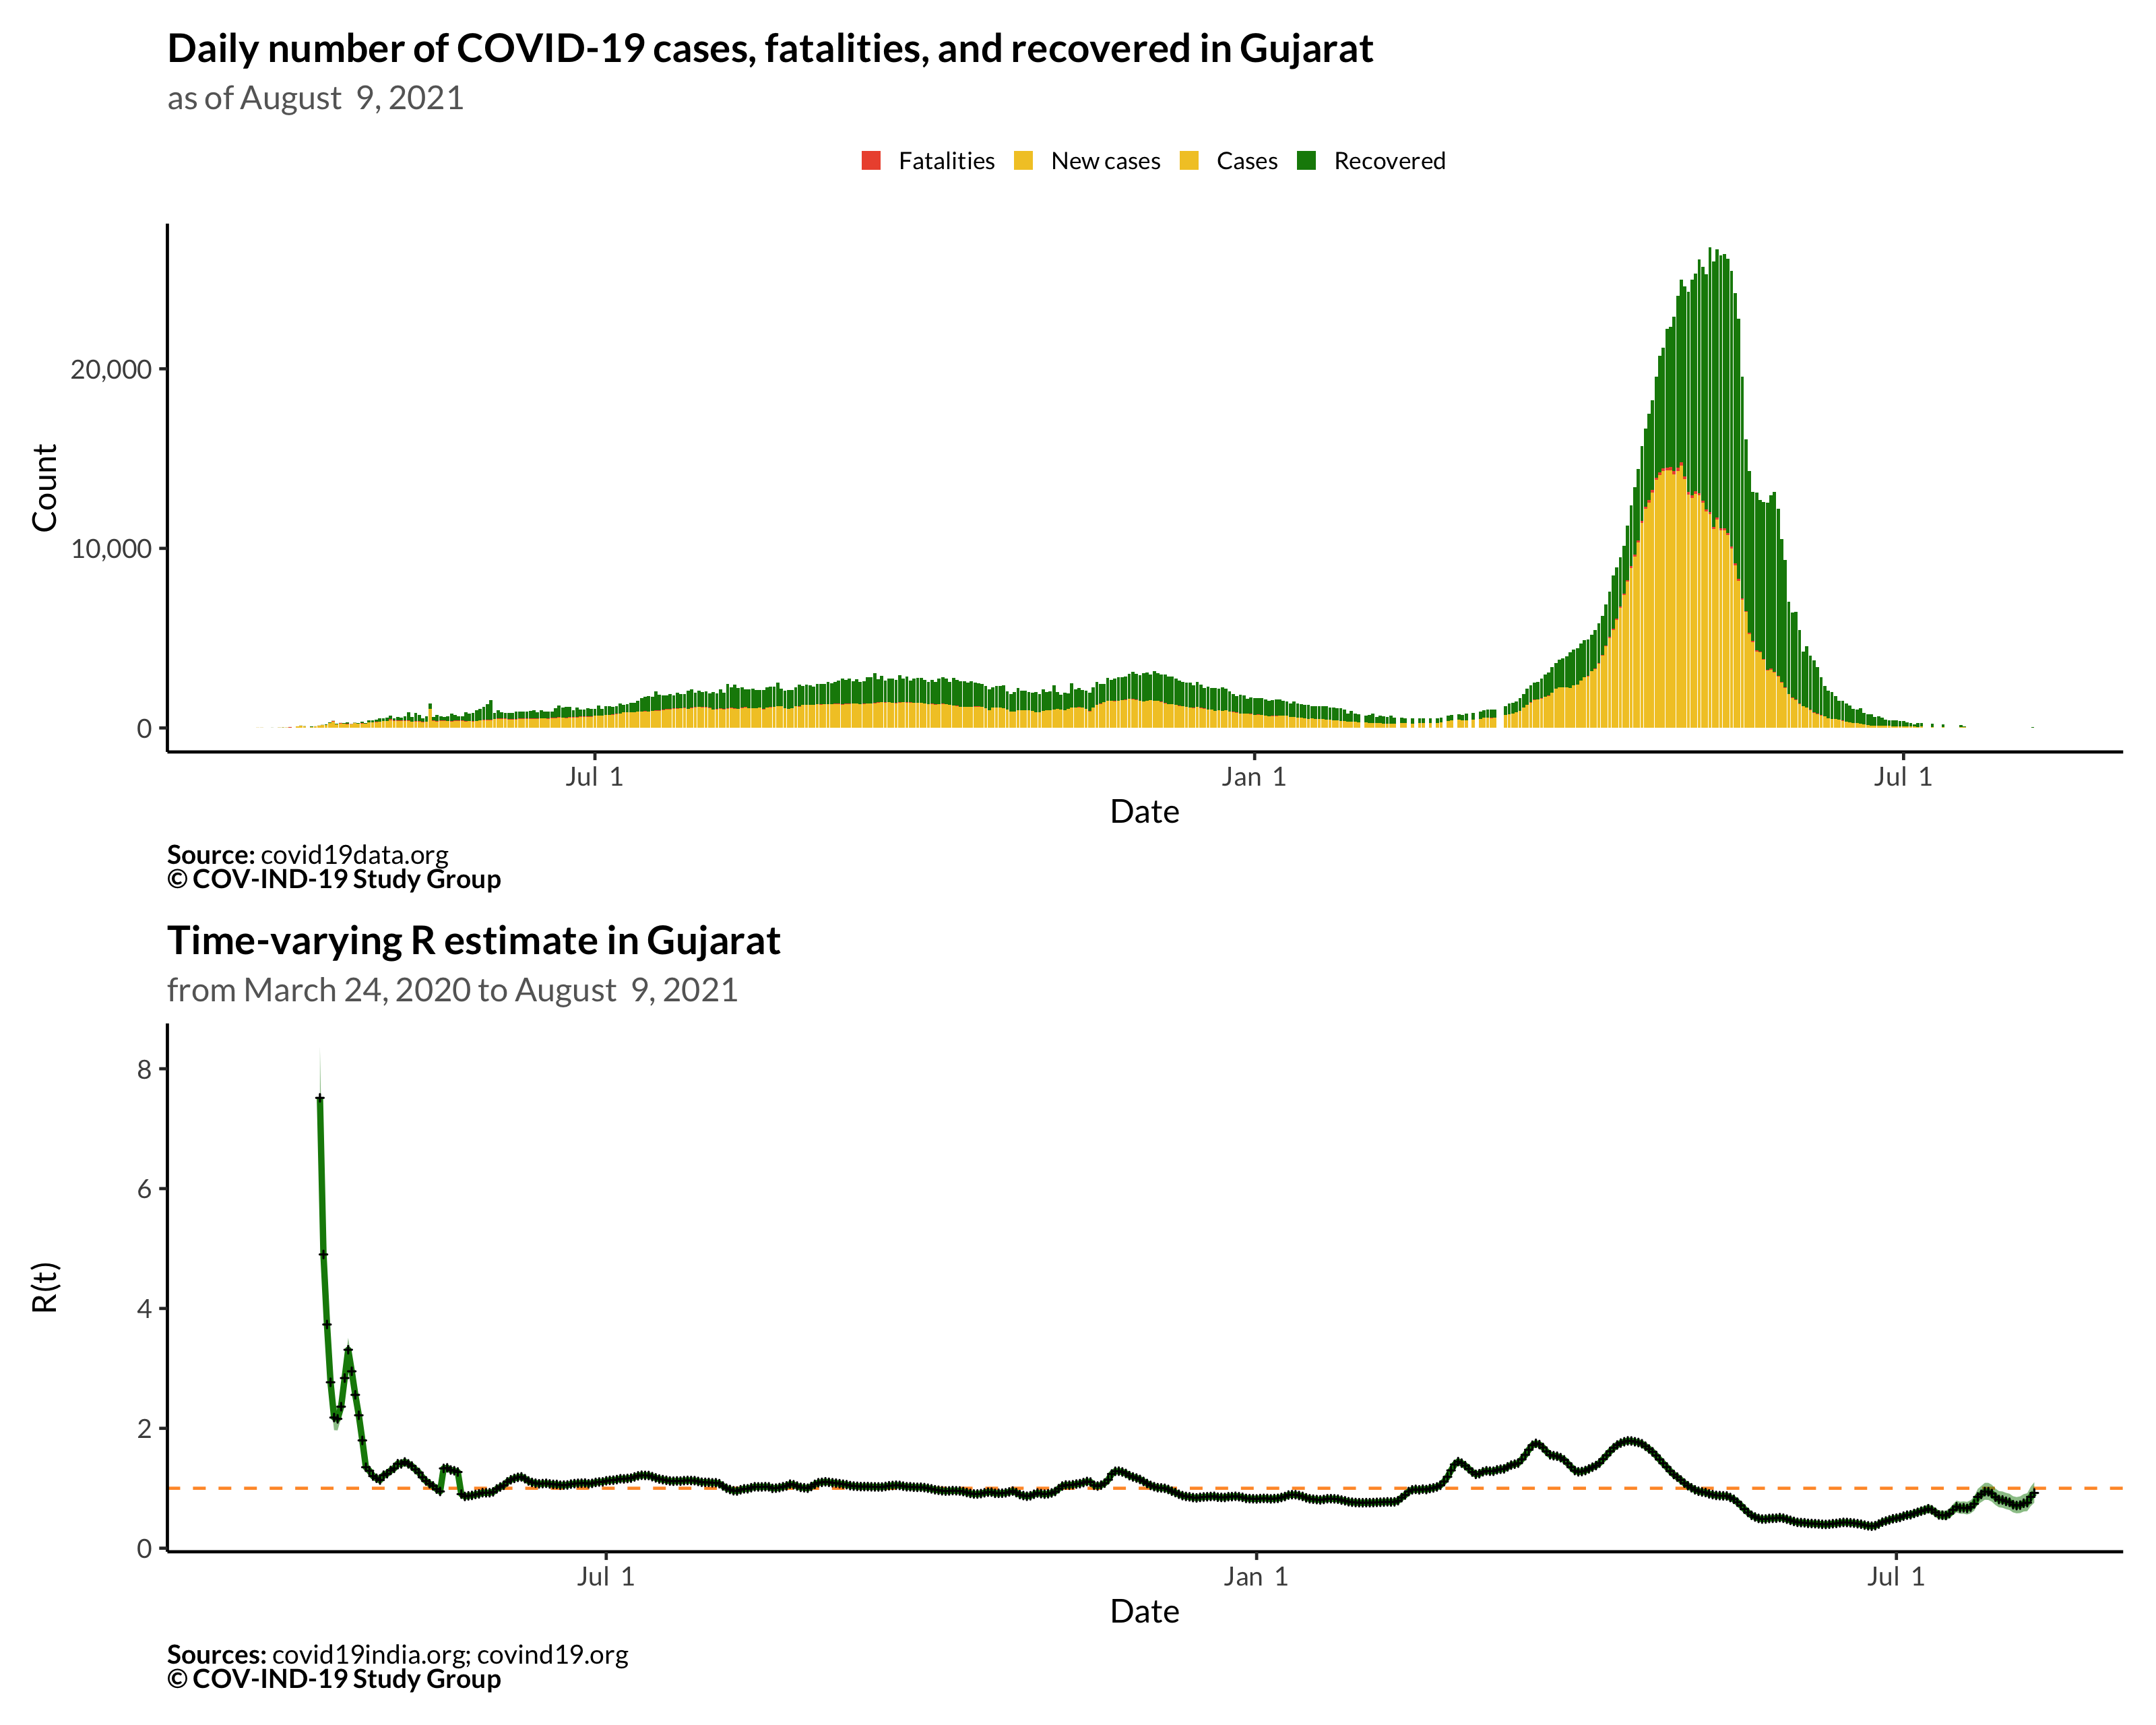 Daily number of COVID-19 cases, fatalities, and recovered in Gujarat
as of August 9, 2021
Fatalities New cases Cases Recovered
Count
20,000
10,000
0
Jul 1 Jan 1 Jul 1
Date
Source: covid19data.org
© COV-IND-19 Study Group
Time-varying R estimate in Gujarat
from March 24, 2020 to August 9, 2021
R(t)
8
6
4
2
0
Jul 1 Jan 1 Jul 1
Date
Sources: covid19india.org; covind19.org
© COV-IND-19 Study Group